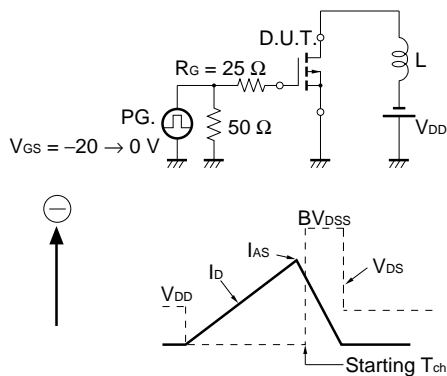 D.U.T.
RG = 25 Ω
L
PG.
50 Ω
VDD
VGS = −20 → 0 V
−
BVDSS
IAS
ID
VDS
VDD
Starting Tch